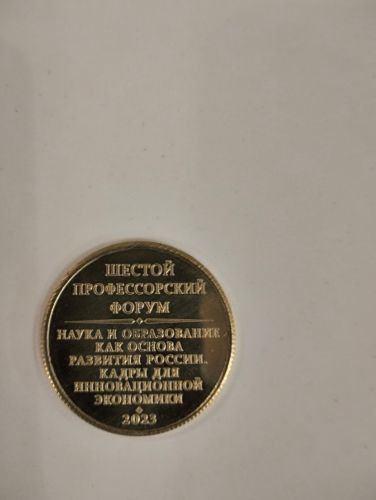 ШЕСТОЙ
ПРОФЕССОРСКИЙ
ФОРУМ
НАУКА И ОБРАЗОВАНИЕ
КАК ОСНОВА
РАЗВИТИЯ РОССИИ.
КАДРЫ ДЛЯ
ИННОВАЦИОННОЙ
ЭКОНОМИКИ
2023